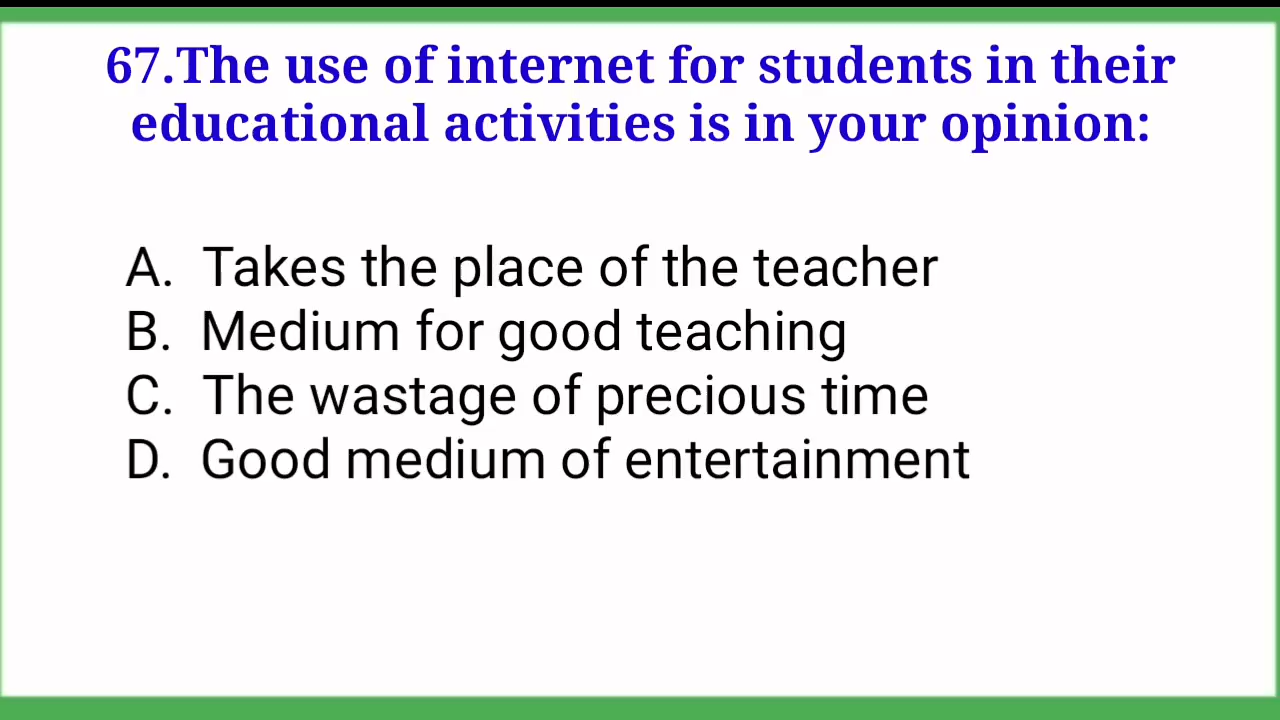 67.The use of internet for students in their
educational activities is in your opinion:
A. Takes the place of the teacher
B. Medium for good teaching
C. The wastage of precious time
D. Good medium of entertainment